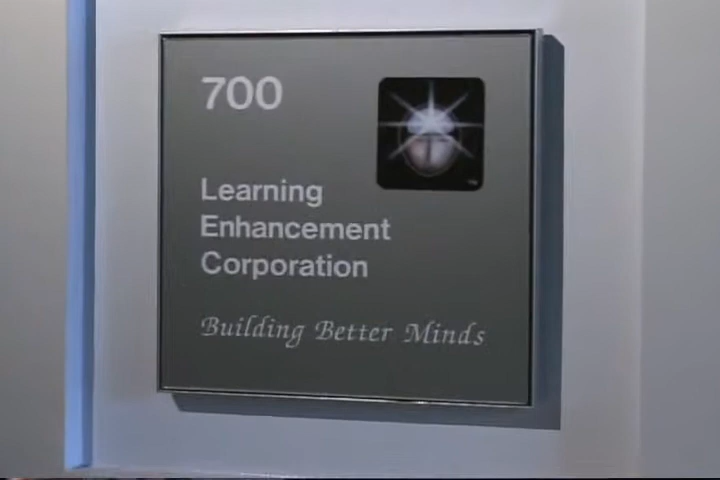 700
Learning
Enhancement
Corporation
Building Better Minds